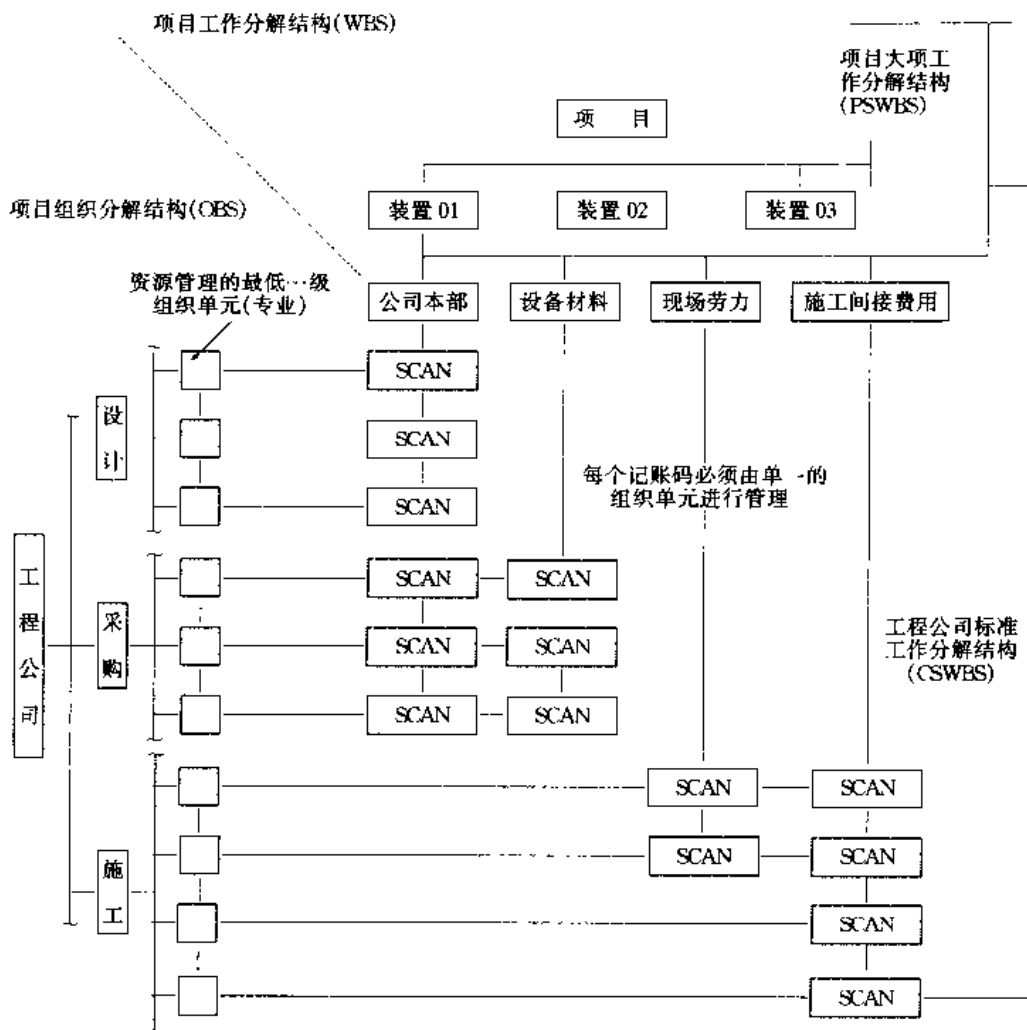 项目工作分解结构(WBS)
项目大项工
作分解结构
(PSWBS)
项 目
项目组织分解结构(OBS)
装置 01
装置 02
装置 03
资源管理的最低一级
组织单元(专业)
公司本部
设备材料
现场劳力
施工间接费用
SCAN
设计
SCAN
每个记账码必须由单一的
组织单元进行管理
SCAN
SCAN
SCAN
工程公司
采购
SCAN
SCAN
工程公司标准
工作分解结构
(CSWBS)
SCAN
SCAN
SCAN
SCAN
SCAN
SCAN
施工
SCAN
SCAN